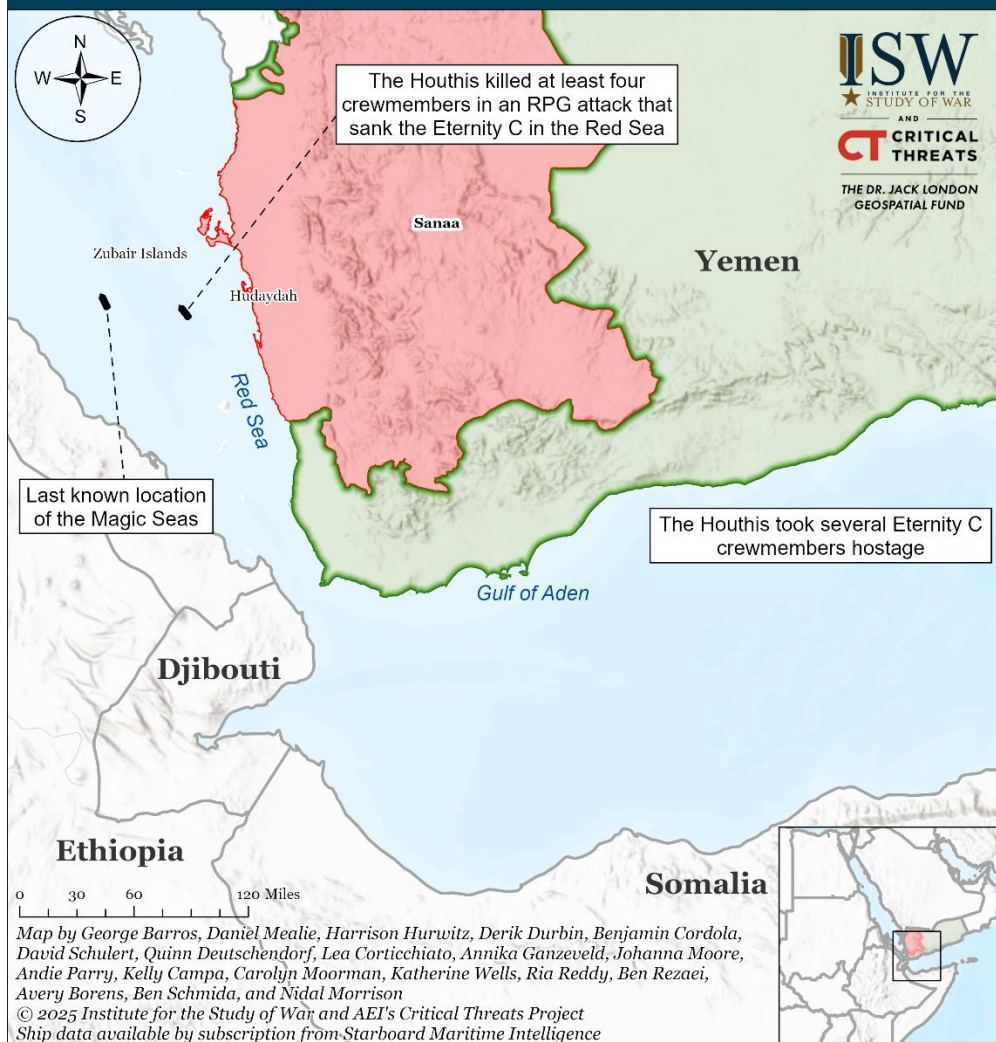 N
W E
S
The Houthis killed at least four
crewmembers in an RPG attack that
sank the Eternity C in the Red Sea
ISW
INSTITUTE FOR THE
STUDY OF WAR
AND
CT CRITICAL
THREATS
THE DR. JACK LONDON
GEOSPATIAL FUND
Sanaa
Zubair Islands
Yemen
Hudaydah
Red Sea
Last known location
of the Magic Seas
The Houthis took several Eternity C
crewmembers hostage
Gulf of Aden
Djibouti
Ethiopia
Somalia
0 30 60 120 Miles
Map by George Barros, Daniel Mealie, Harrison Hurwitz, Derik Durbin, Benjamin Cordola,
David Schulert, Quinn Deutschendorf, Lea Corticchiato, Annika Ganzeveld, Johanna Moore,
Andie Parry, Kelly Campa, Carolyn Moorman, Katherine Wells, Ria Reddy, Ben Rezaei,
Avery Borens, Ben Schmida, and Nidal Morrison
© 2025 Institute for the Study of War and AEI's Critical Threats Project
Ship data available by subscription from Starboard Maritime Intelligence